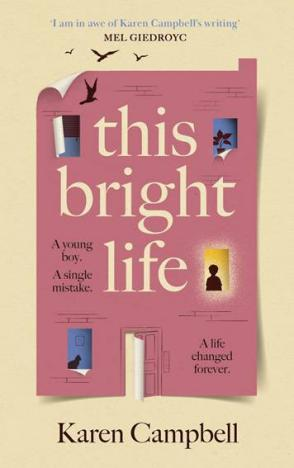 ‘I am in awe of Karen Campbell’s writing’
MEL GIEDROYC
this
bright
life
A young
boy.
A single
mistake.
A life
changed
forever.
Karen Campbell